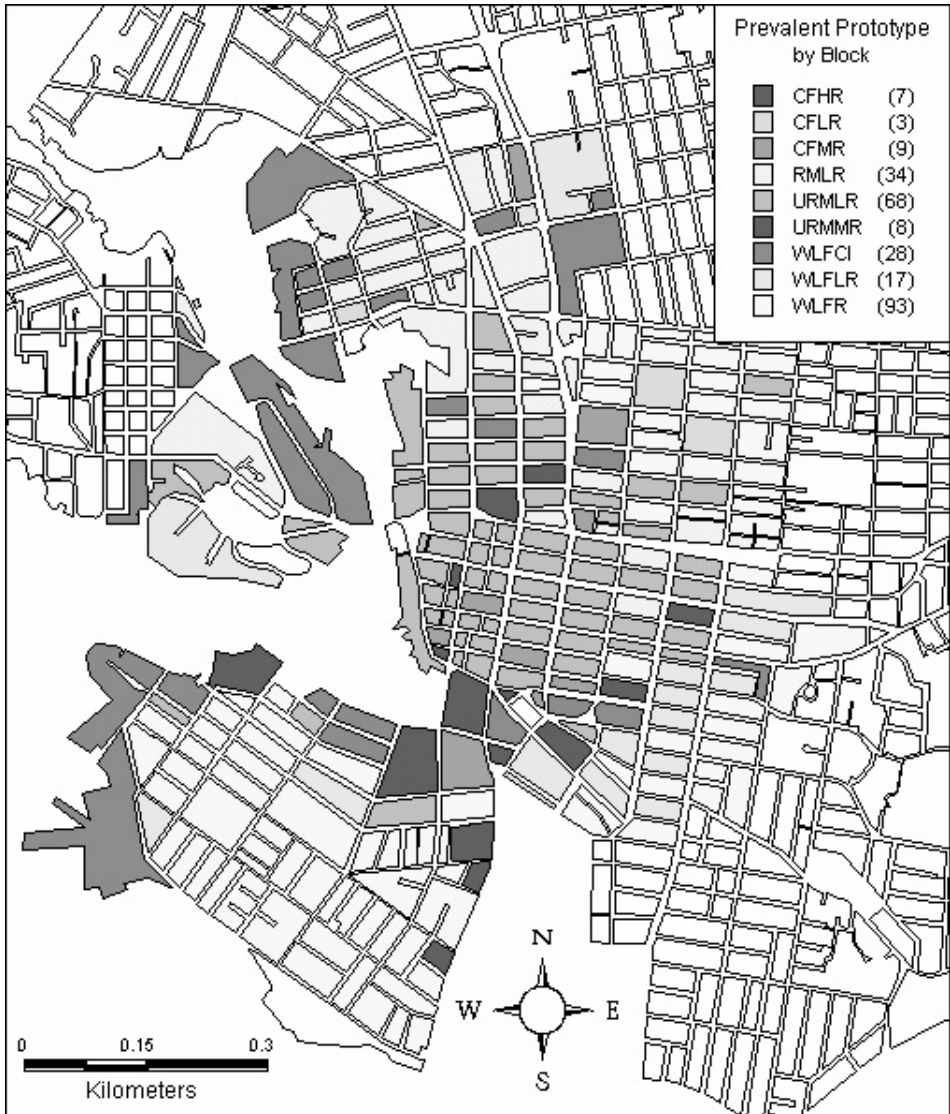 Prevalent Prototype
by Block
CFHR (7)
CFLR (3)
CFMR (9)
RMLR (34)
URMLR (68)
URMMR (8)
WLFCI (28)
WLFLR (17)
WLFR (93)
N
W E
S
0 0.15 0.3
Kilometers